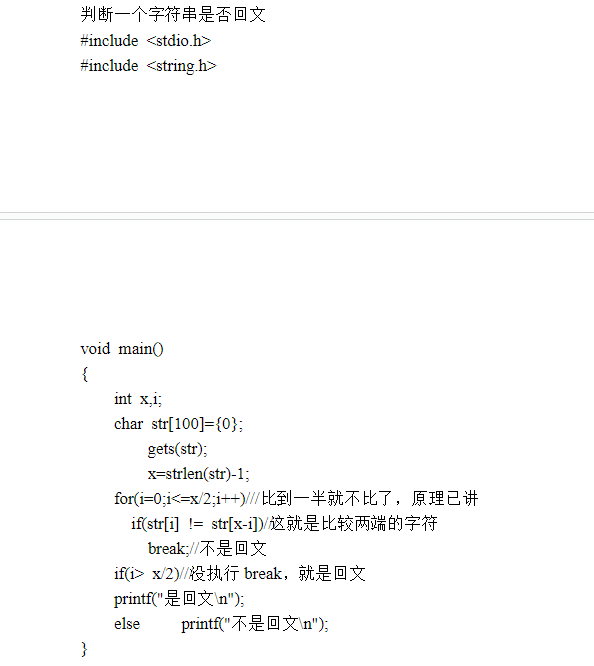 判断一个字符串是否回文
#include <stdio.h>
#include <string.h>
void main()
{
int x,i;
char str[100]={0};
gets(str);
x=strlen(str)-1;
for(i=0;i<=x/2;i++)///比到一半就不比了，原理已讲
if(str[i] != str[x-i])/这就是比较两端的字符
break;//不是回文
if(i> x/2)//没执行 break，就是回文
printf("是回文\n");
else printf("不是回文\n");
}